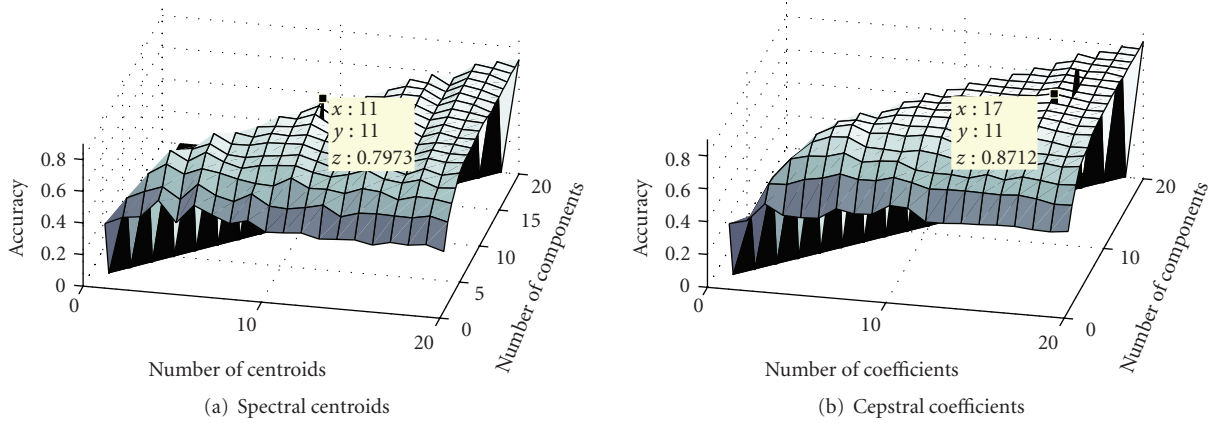 x : 11
y : 11
z : 0.7973
0.8
0.6
0.4
0.2
0
Accuracy
0
10
20
Number of centroids
0
5
10
15
20
Number of components
(a) Spectral centroids
x : 17
y : 11
z : 0.8712
0.8
0.6
0.4
0.2
0
Accuracy
0
10
20
Number of coefficients
0
10
20
Number of components
(b) Cepstral coefficients